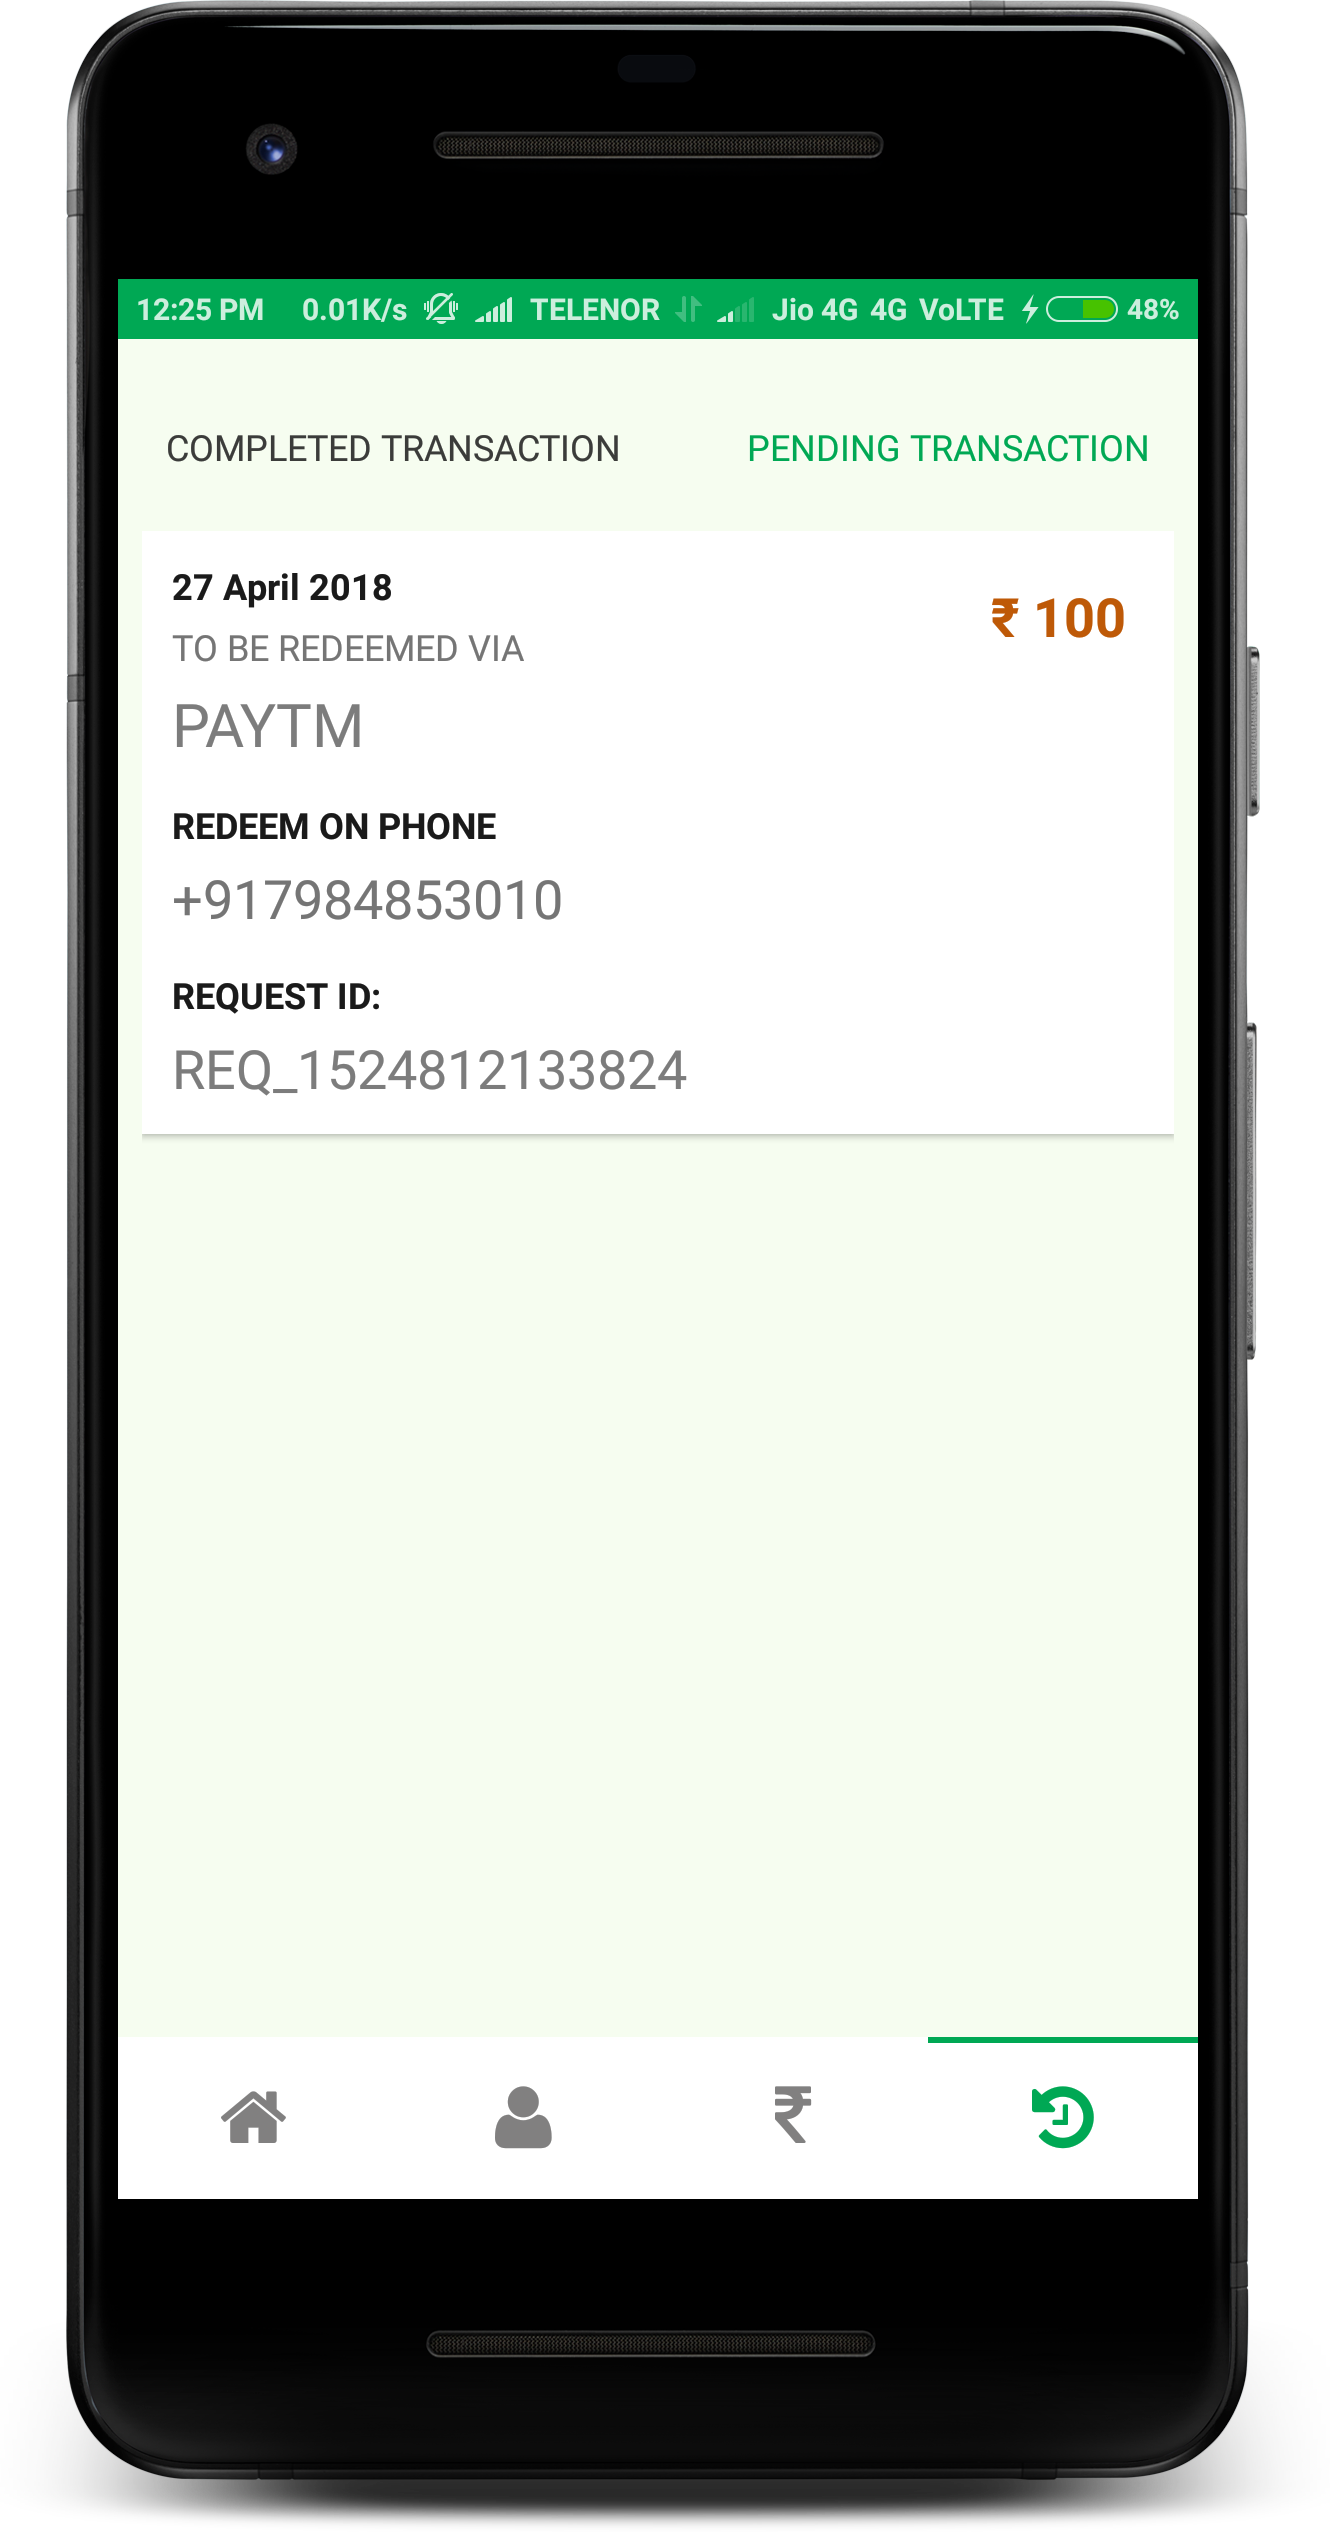 12:25 PM 0.01K/s TELENOR Jio 4G 4G VoLTE 48%
COMPLETED TRANSACTION PENDING TRANSACTION
27 April 2018
₹ 100
TO BE REDEEMED VIA
PAYTM
REDEEM ON PHONE
+917984853010
REQUEST ID:
REQ_1524812133824
₹